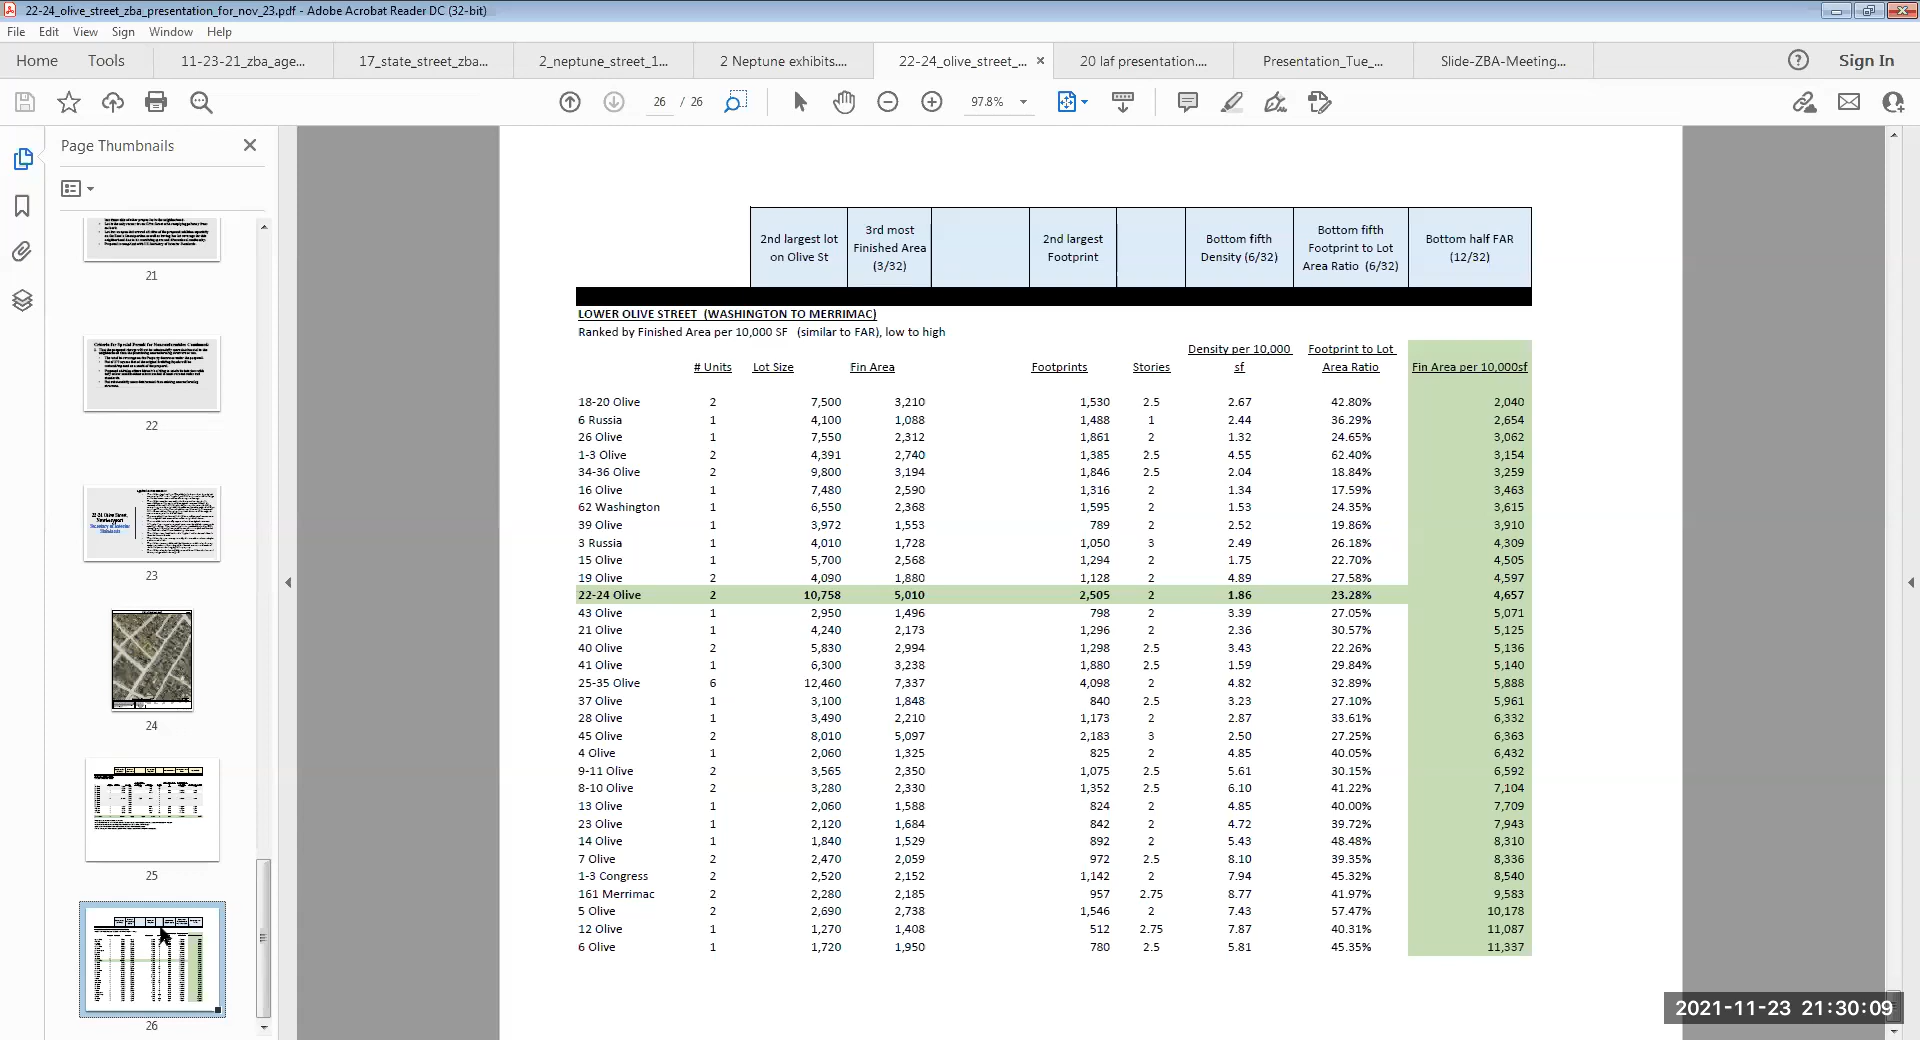 22-24_olive_street_zba_presentation_for_nov_23.pdf - Adobe Acrobat Reader DC (32-bit)
File Edit View Sign Window Help
Home Tools 11-23-21_zba_age... 17_state_street_zba... 2_neptune_street_1... 2 Neptune exhibits.... 22-24_olive_street_... 20 laf presentation.... Presentation_Tue_... Slide-ZBA-Meeting... Sign In
26 / 26 97.8%
Page Thumbnails
21
22
23
24
25
26
2nd largest lot on Olive St
3rd most Finished Area (3/32)
2nd largest Footprint
Bottom fifth Density (6/32)
Bottom fifth Footprint to Lot Area Ratio (6/32)
Bottom half FAR (12/32)
LOWER OLIVE STREET (WASHINGTON TO MERRIMAC)
Ranked by Finished Area per 10,000 SF (similar to FAR), low to high
# Units Lot Size Fin Area Footprints Stories Density per 10,000 sf Footprint to Lot Area Ratio Fin Area per 10,000sf
18-20 Olive 2 7,500 3,210 1,530 2.5 2.67 42.80% 2,040
6 Russia 1 4,100 1,088 1,488 1 2.44 36.29% 2,654
26 Olive 1 7,550 2,312 1,861 2 1.32 24.65% 3,062
1-3 Olive 2 4,391 2,740 1,385 2.5 4.55 62.40% 3,154
34-36 Olive 2 9,800 3,194 1,846 2.5 2.04 18.84% 3,259
16 Olive 1 7,480 2,590 1,316 2 1.34 17.59% 3,463
62 Washington 1 6,550 2,368 1,595 2 1.53 24.35% 3,615
39 Olive 1 3,972 1,553 789 2 2.52 19.86% 3,910
3 Russia 1 4,010 1,728 1,050 3 2.49 26.18% 4,309
15 Olive 1 5,700 2,568 1,294 2 1.75 22.70% 4,505
19 Olive 2 4,090 1,880 1,128 2 4.89 27.58% 4,597
22-24 Olive 2 10,758 5,010 2,505 2 1.86 23.28% 4,657
43 Olive 1 2,950 1,496 798 2 3.39 27.05% 5,071
21 Olive 1 4,240 2,173 1,296 2 2.36 30.57% 5,125
40 Olive 2 5,830 2,994 1,298 2.5 3.43 22.26% 5,136
41 Olive 1 6,300 3,238 1,880 2.5 1.59 29.84% 5,140
25-35 Olive 6 12,460 7,337 4,098 2 4.82 32.89% 5,888
37 Olive 1 3,100 1,848 840 2.5 3.23 27.10% 5,961
28 Olive 1 3,490 2,210 1,173 2 2.87 33.61% 6,332
45 Olive 2 8,010 5,097 2,183 3 2.50 27.25% 6,363
4 Olive 1 2,060 1,325 825 2 4.85 40.05% 6,432
9-11 Olive 2 3,565 2,350 1,075 2.5 5.61 30.15% 6,592
8-10 Olive 2 3,280 2,330 1,352 2.5 6.10 41.22% 7,104
13 Olive 1 2,060 1,588 824 2 4.85 40.00% 7,709
23 Olive 1 2,120 1,684 842 2 4.72 39.72% 7,943
14 Olive 1 1,840 1,529 892 2 5.43 48.48% 8,310
7 Olive 2 2,470 2,059 972 2.5 8.10 39.35% 8,336
1-3 Congress 2 2,520 2,152 1,142 2 7.94 45.32% 8,540
161 Merrimac 2 2,280 2,185 957 2.75 8.77 41.97% 9,583
5 Olive 2 2,690 2,738 1,546 2 7.43 57.47% 10,178
12 Olive 1 1,270 1,408 512 2.75 7.87 40.31% 11,087
6 Olive 1 1,720 1,950 780 2.5 5.81 45.35% 11,337
2021-11-23 21:30:09